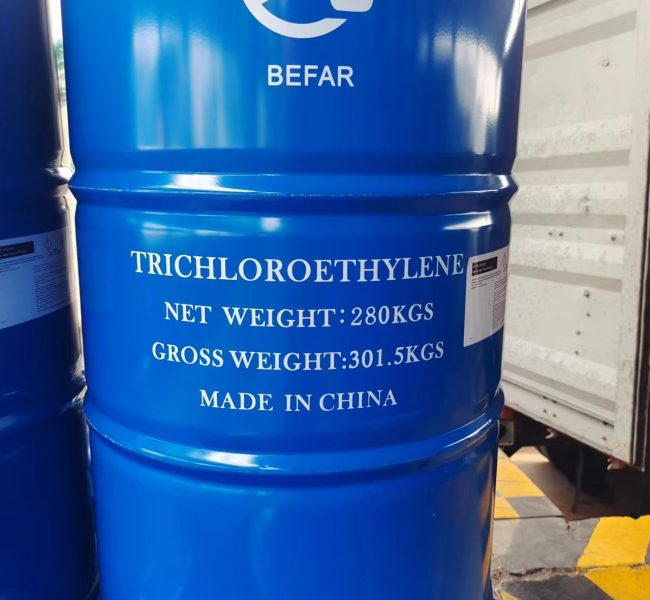 BEFAR
TRICHLOROETHYLENE
NET WEIGHT:280KGS
GROSS WEIGHT:301.5KGS
MADE IN CHINA